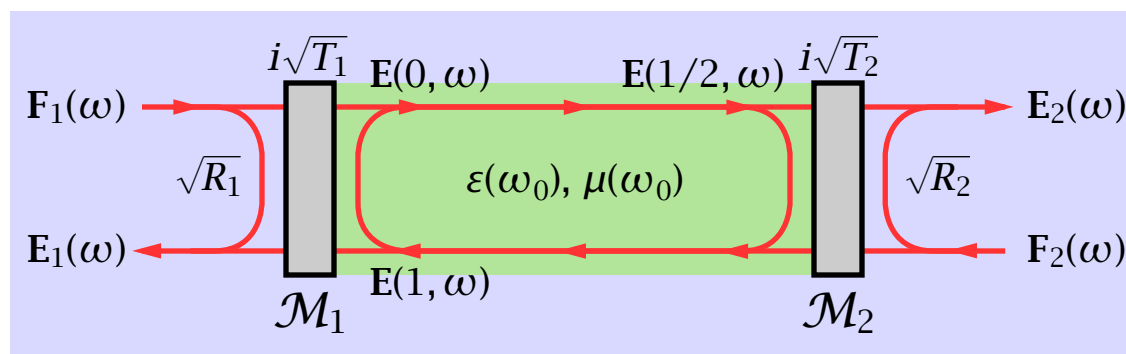 i√T₁ E(0, ω) E(1/2, ω) i√T₂
F₁(ω) E₂(ω)
√R₁ ε(ω₀), μ(ω₀) √R₂
E₁(ω) F₂(ω)
E(1, ω)
ℳ₁ ℳ₂